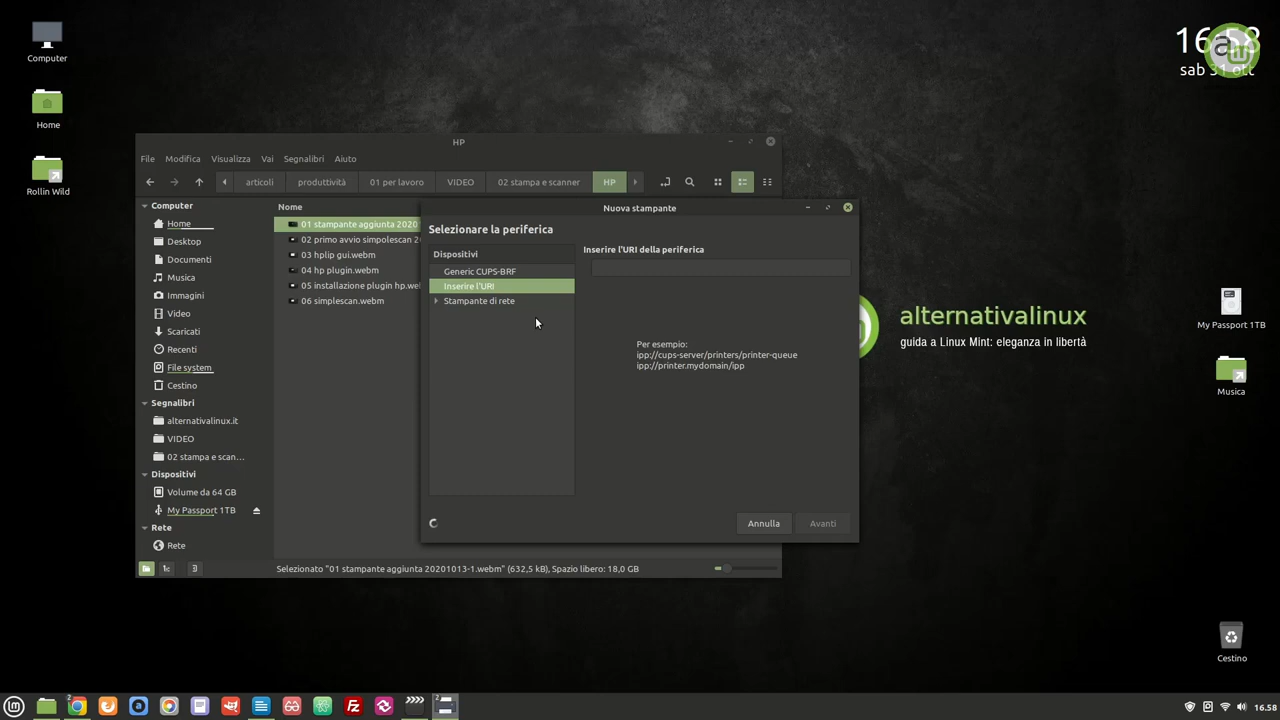 Computer
Home
Rollin Wild
16:58
sab 31 ott
HP
File
Modifica
Visualizza
Vai
Segnalibri
Aiuto
articoli
produttività
01 per lavoro
VIDEO
02 stampa e scanner
HP
Computer
Home
Desktop
Documenti
Musica
Immagini
Video
Scaricati
Recenti
File system
Cestino
Segnalibri
alternativalinux.it
VIDEO
02 stampa e scan...
Dispositivi
Volume da 64 GB
My Passport 1TB
Rete
Rete
Nome
01 stampante aggiunta 2020
02 primo avvio simpolescan 2
03 hplip gui.webm
04 hp plugin.webm
05 installazione plugin hp.we
06 simplescan.webm
Selezionato "01 stampante aggiunta 20201013-1.webm" (632,5 kB), Spazio libero: 18,0 GB
Nuova stampante
Selezionare la periferica
Dispositivi
Generic CUPS-BRF
Inserire l'URI
Stampante di rete
Inserire l'URI della periferica
Per esempio:
ipp://cups-server/printers/printer-queue
ipp://printer.mydomain/ipp
Annulla
Avanti
alternativalinux
guida a Linux Mint: eleganza in libertà
My Passport 1TB
Musica
Cestino
2
2
16.58